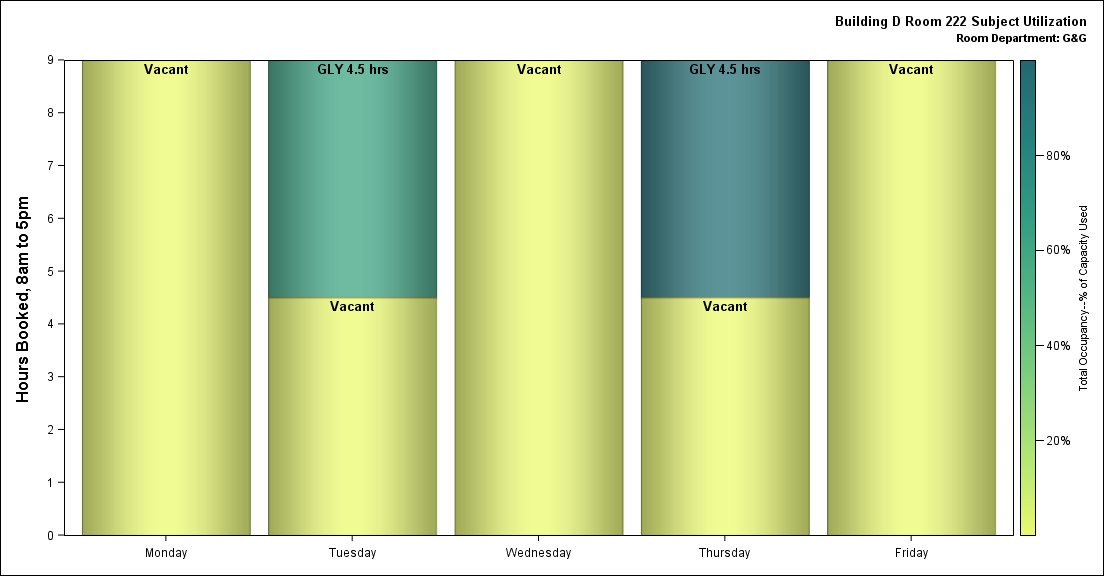 Building D Room 222 Subject Utilization
Room Department: G&G
Hours Booked, 8am to 5pm
9
8
7
6
5
4
3
2
1
0
Vacant
GLY 4.5 hrs
Vacant
GLY 4.5 hrs
Vacant
Vacant
Vacant
Monday
Tuesday
Wednesday
Thursday
Friday
80%
60%
40%
20%
Total Occupancy--% of Capacity Used